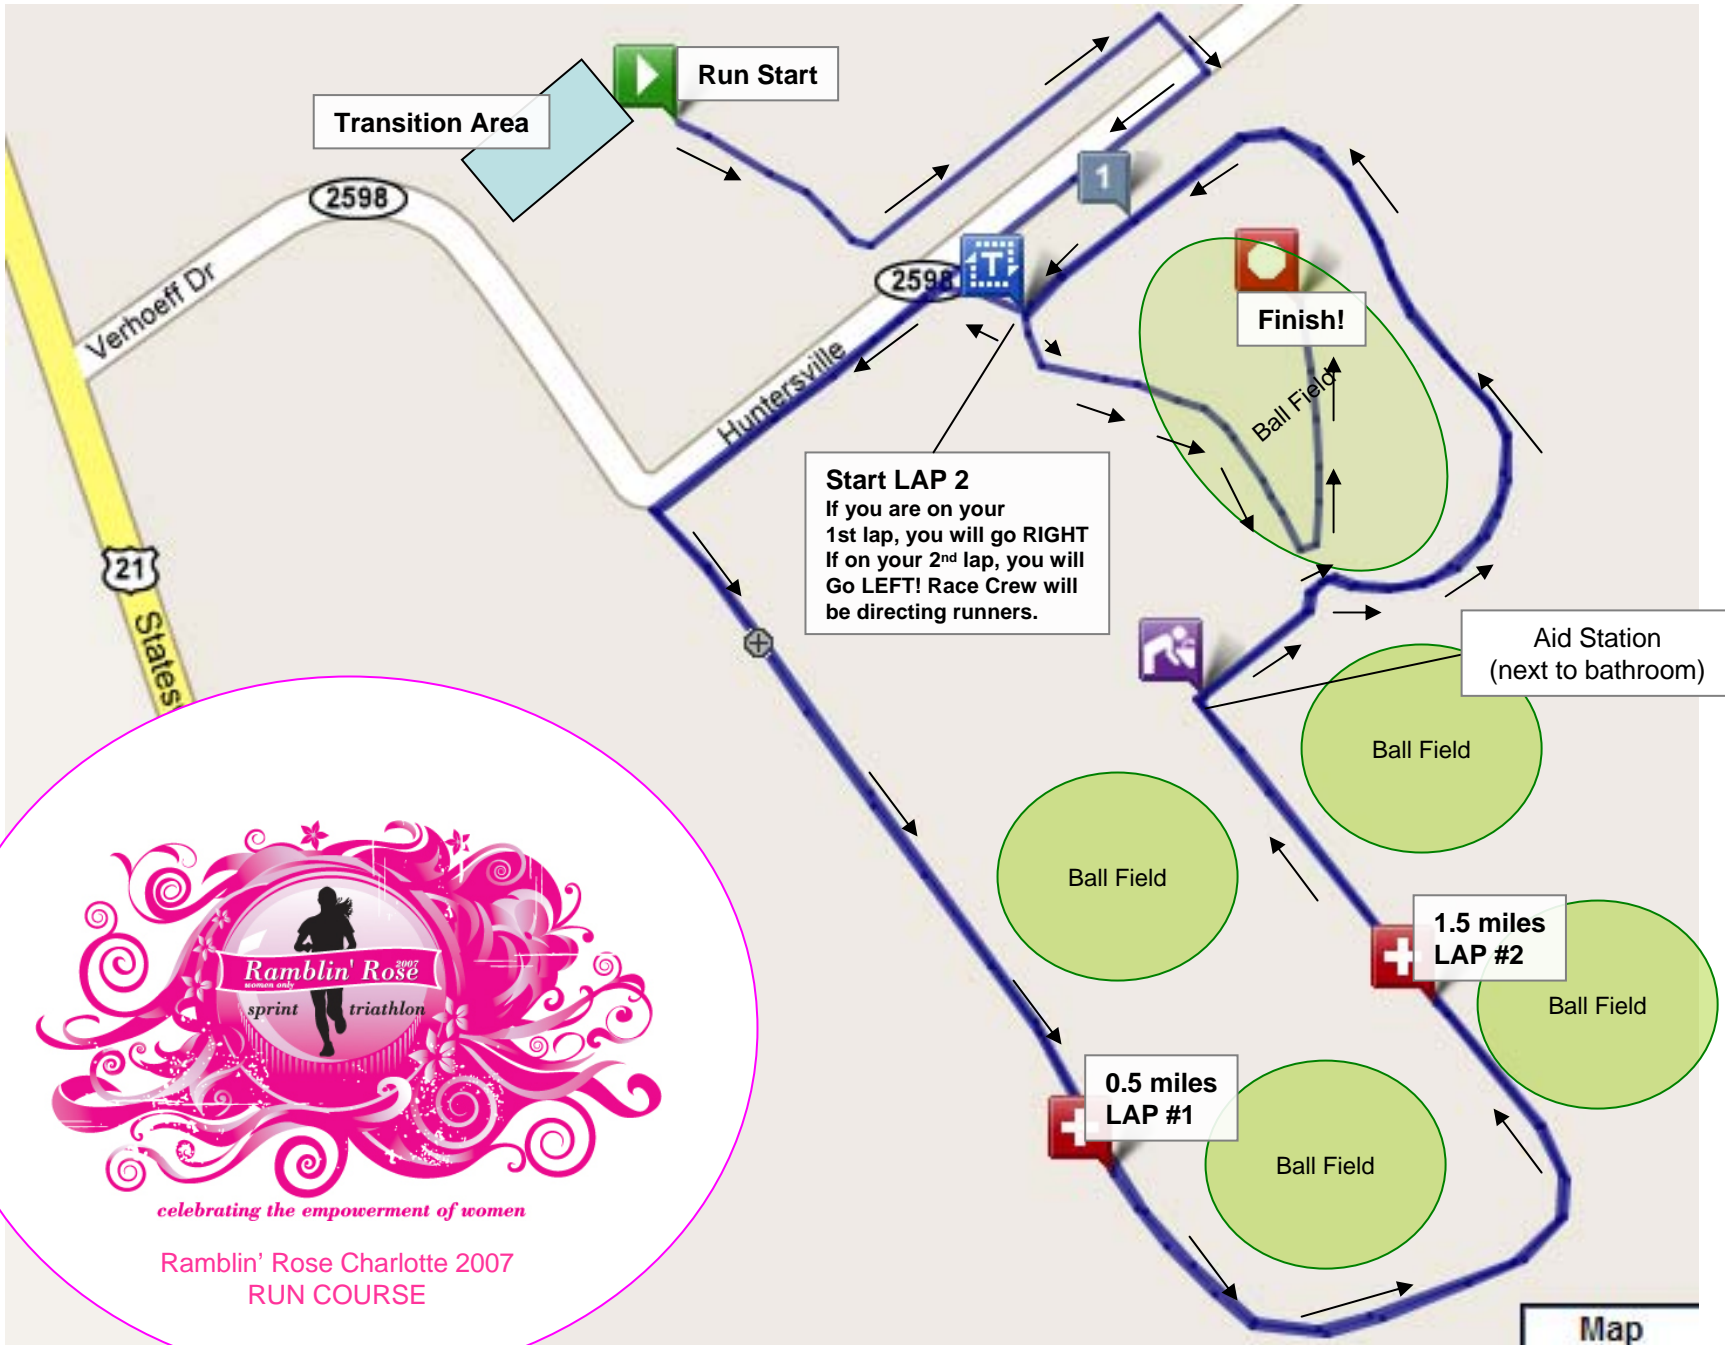 Run Start
Transition Area
2598
1
Verhoeff Dr
T
2598
Finish!
Huntersville
Ball Field
Start LAP 2
If you are on your
1st lap, you will go RIGHT
If on your 2nd lap, you will
Go LEFT! Race Crew will
be directing runners.
21
States
Aid Station
(next to bathroom)
Ball Field
Ball Field
1.5 miles
LAP #2
Ball Field
0.5 miles
LAP #1
Ball Field
Ramblin' Rose 2007
women only
sprint triathlon
celebrating the empowerment of women
Ramblin’ Rose Charlotte 2007
RUN COURSE
Map